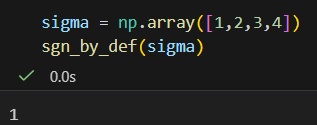 sigma = np.array([1,2,3,4])
sgn_by_def(sigma)
0.0s
1